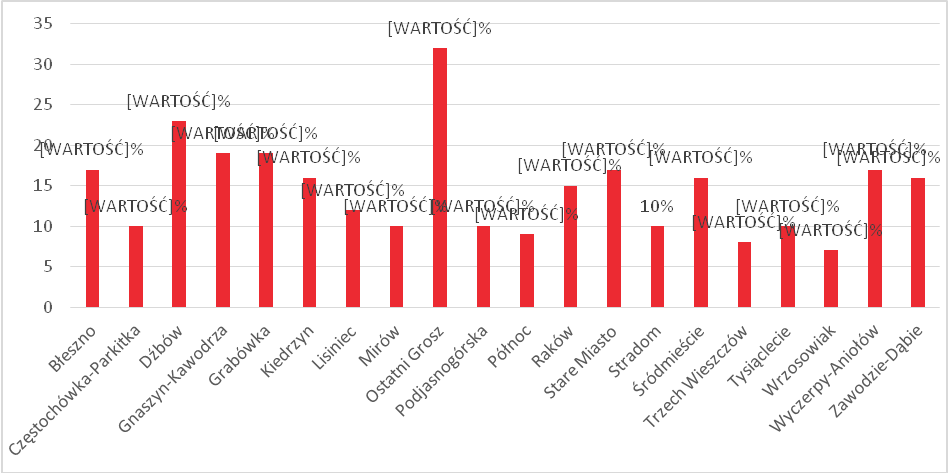 35
30
25
20
15
10
5
0
[WARTOŚĆ]%
[WARTOŚĆ]%
[WARTOŚĆ]%
[WARTOŚĆ]%
[WARTOŚĆ]%
[WARTOŚĆ]%
[WARTOŚĆ]%
[WARTOŚĆ]%
[WARTOŚĆ]%
[WARTOŚĆ]%
[WARTOŚĆ]%
[WARTOŚĆ]%
[WARTOŚĆ]%
10%
[WARTOŚĆ]%
[WARTOŚĆ]%
[WARTOŚĆ]%
[WARTOŚĆ]%
[WARTOŚĆ]%
[WARTOŚĆ]%
Błeszno
Częstochówka-Parkitka
Dźbów
Gnaszyn-Kawodrza
Grabówka
Kiedrzyn
Lisiniec
Mirów
Ostatni Grosz
Podjasnogórska
Północ
Raków
Stare Miasto
Stradom
Śródmieście
Trzech Wieszczów
Tysiąclecie
Wrzosowiak
Wyczerpy-Aniołów
Zawodzie-Dąbie